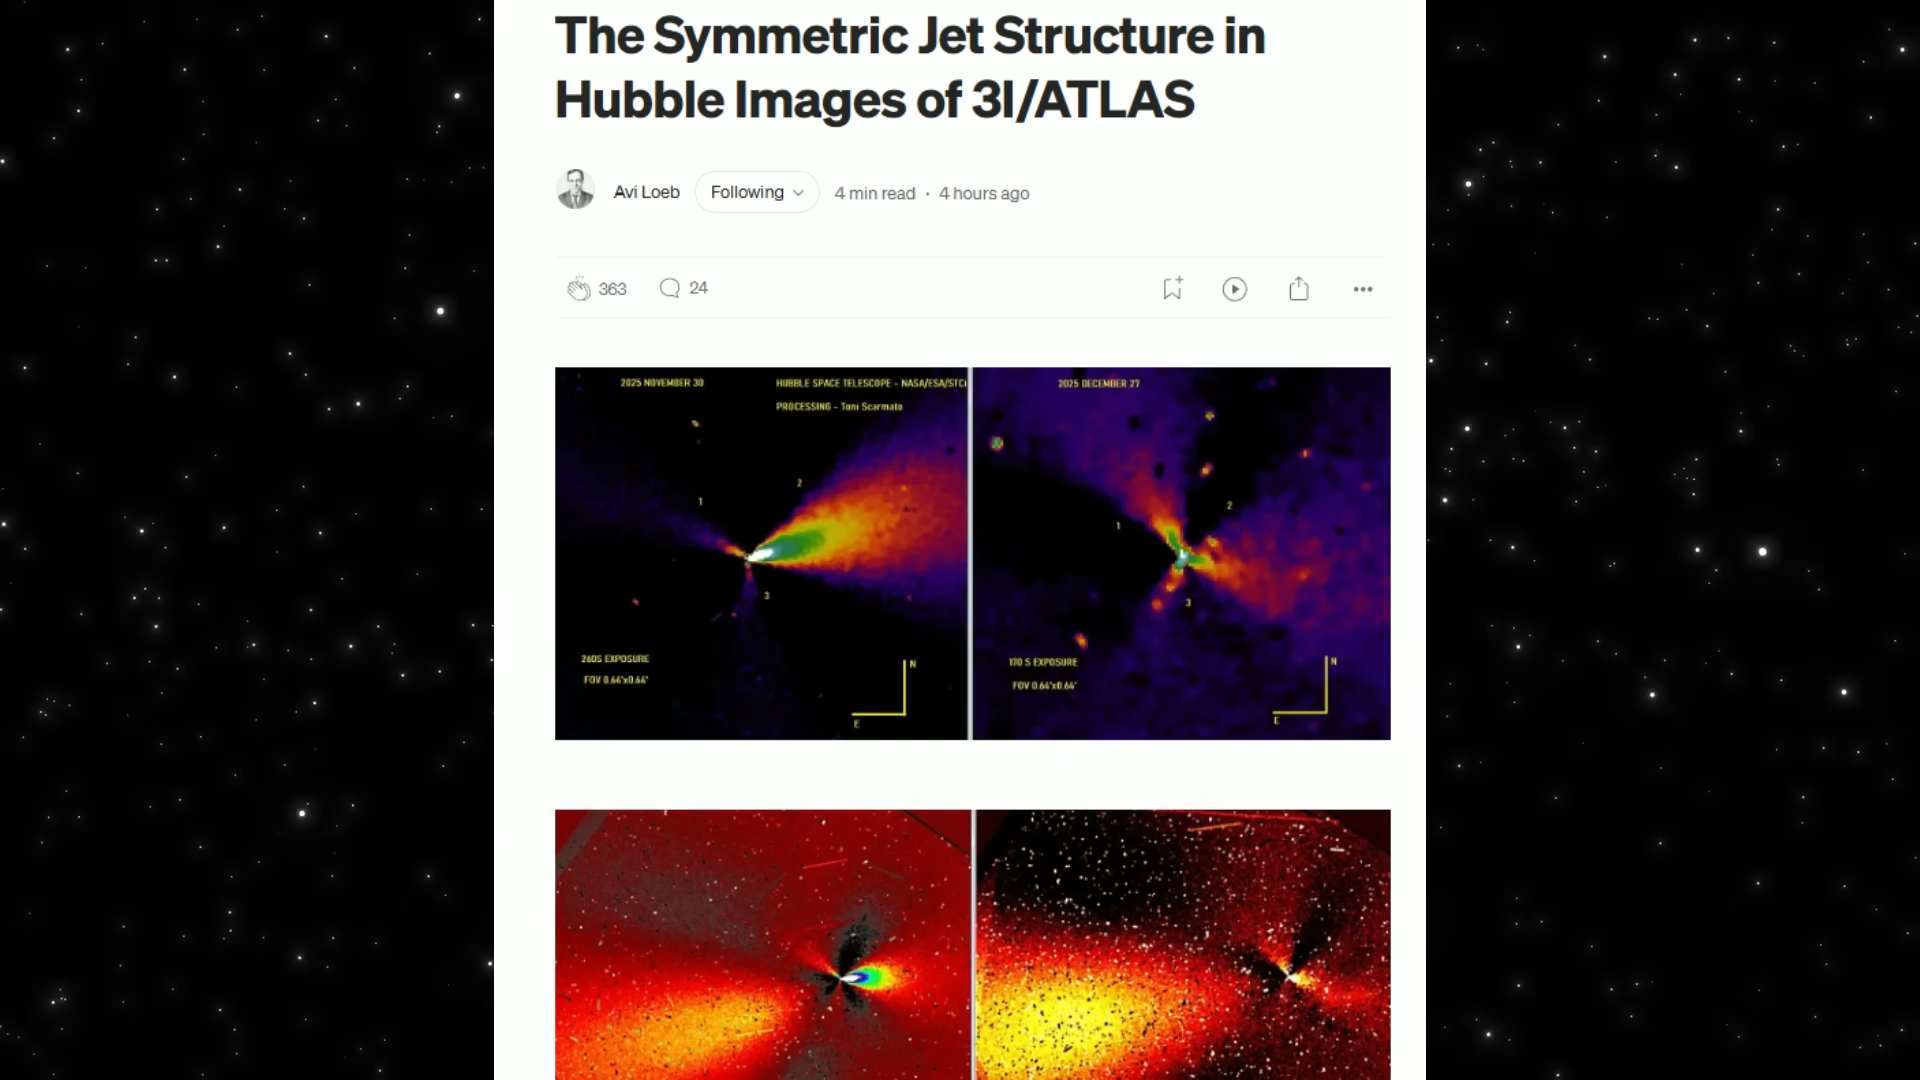 The Symmetric Jet Structure in
Hubble Images of 3I/ATLAS
Avi Loeb Following 4 min read · 4 hours ago
363 24
2025 NOVEMBER 30 HUBBLE SPACE TELESCOPE - NASA/ESA/STCI
PROCESSING - Toni Scarmato
1
2
3
260S EXPOSURE
FOV 0.64'x0.64'
N
E
2025 DECEMBER 27
1
2
3
170 S EXPOSURE
FOV 0.64'x0.64'
N
E